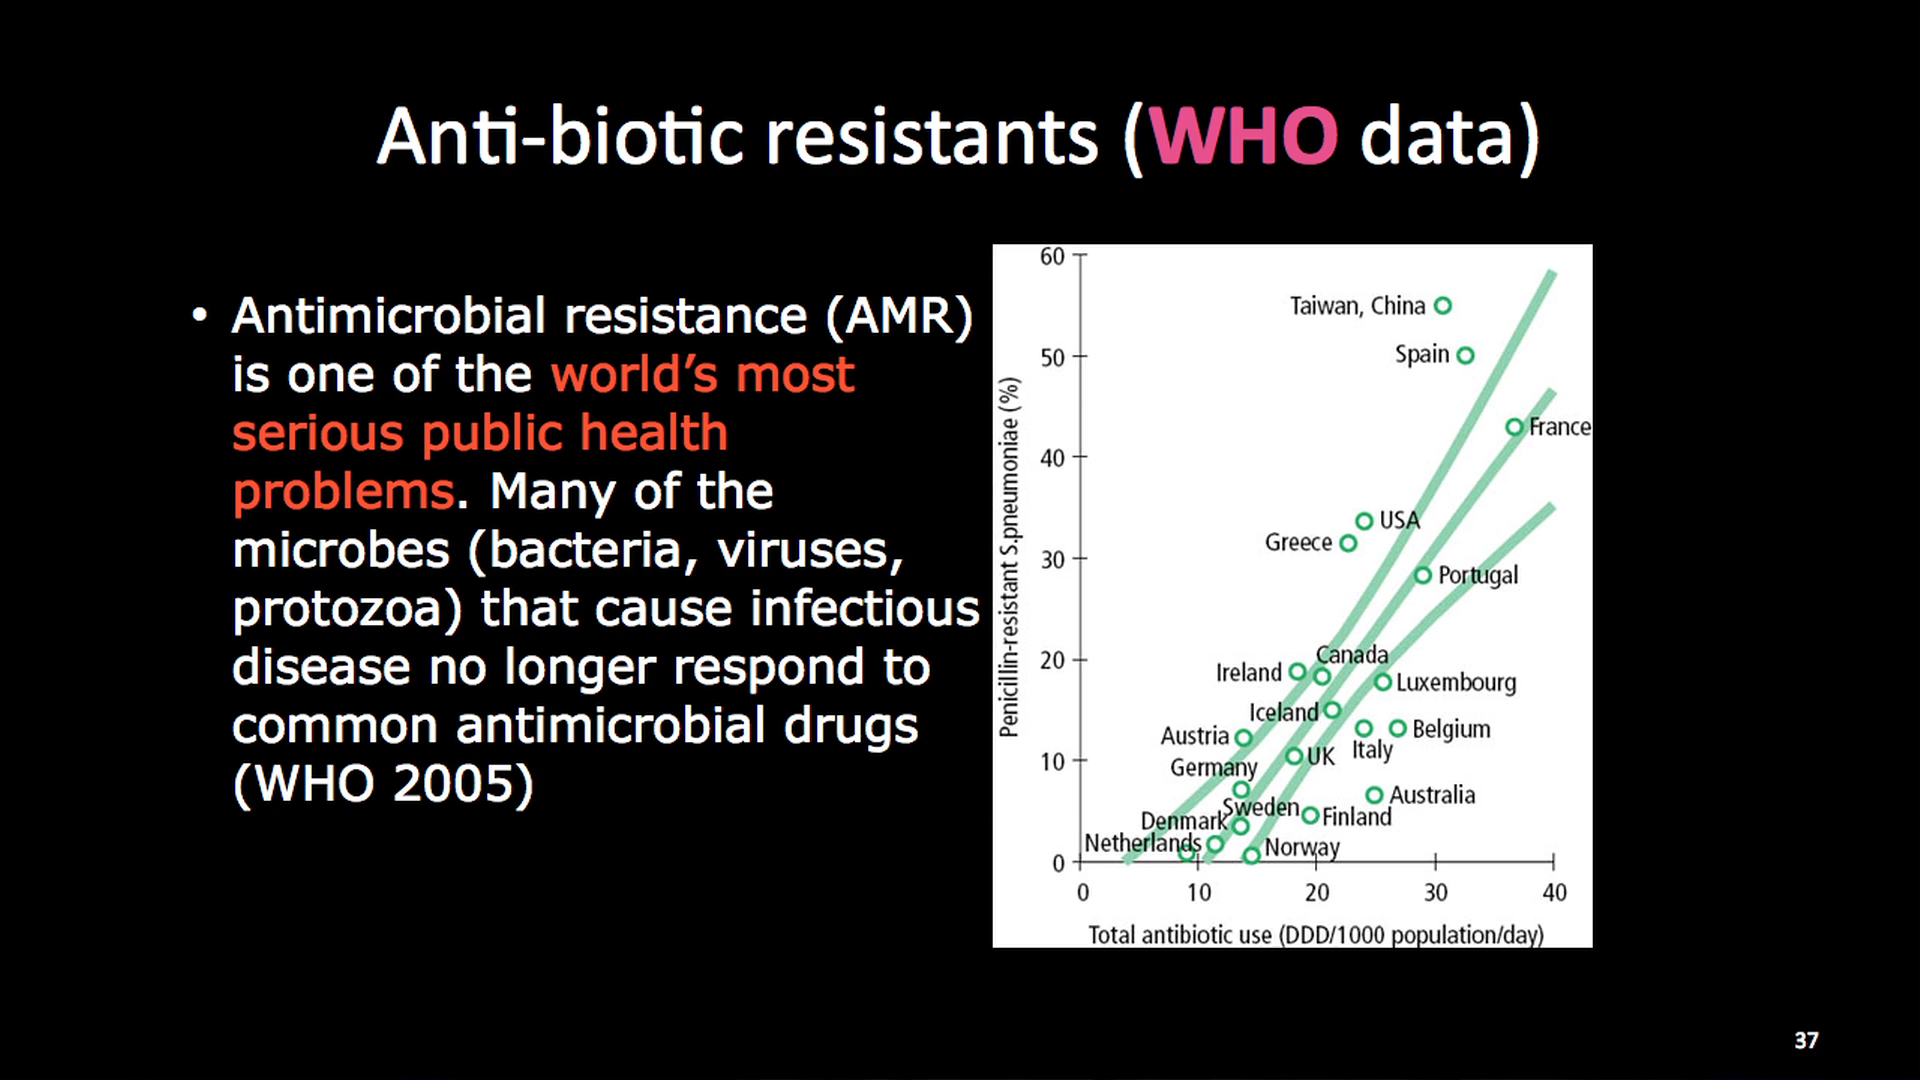 Anti-biotic resistants (WHO data)
• Antimicrobial resistance (AMR)
is one of the world’s most
serious public health
problems. Many of the
microbes (bacteria, viruses,
protozoa) that cause infectious
disease no longer respond to
common antimicrobial drugs
(WHO 2005)
Penicillin-resistant S.pneumoniae (%)
60
50
40
30
20
10
0
Taiwan, China
Spain
France
USA
Greece
Portugal
Canada
Ireland
Luxembourg
Iceland
Austria
Belgium
Italy
UK
Germany
Australia
Sweden
Finland
Denmark
Netherlands
Norway
0 10 20 30 40
Total antibiotic use (DDD/1000 population/day)
37